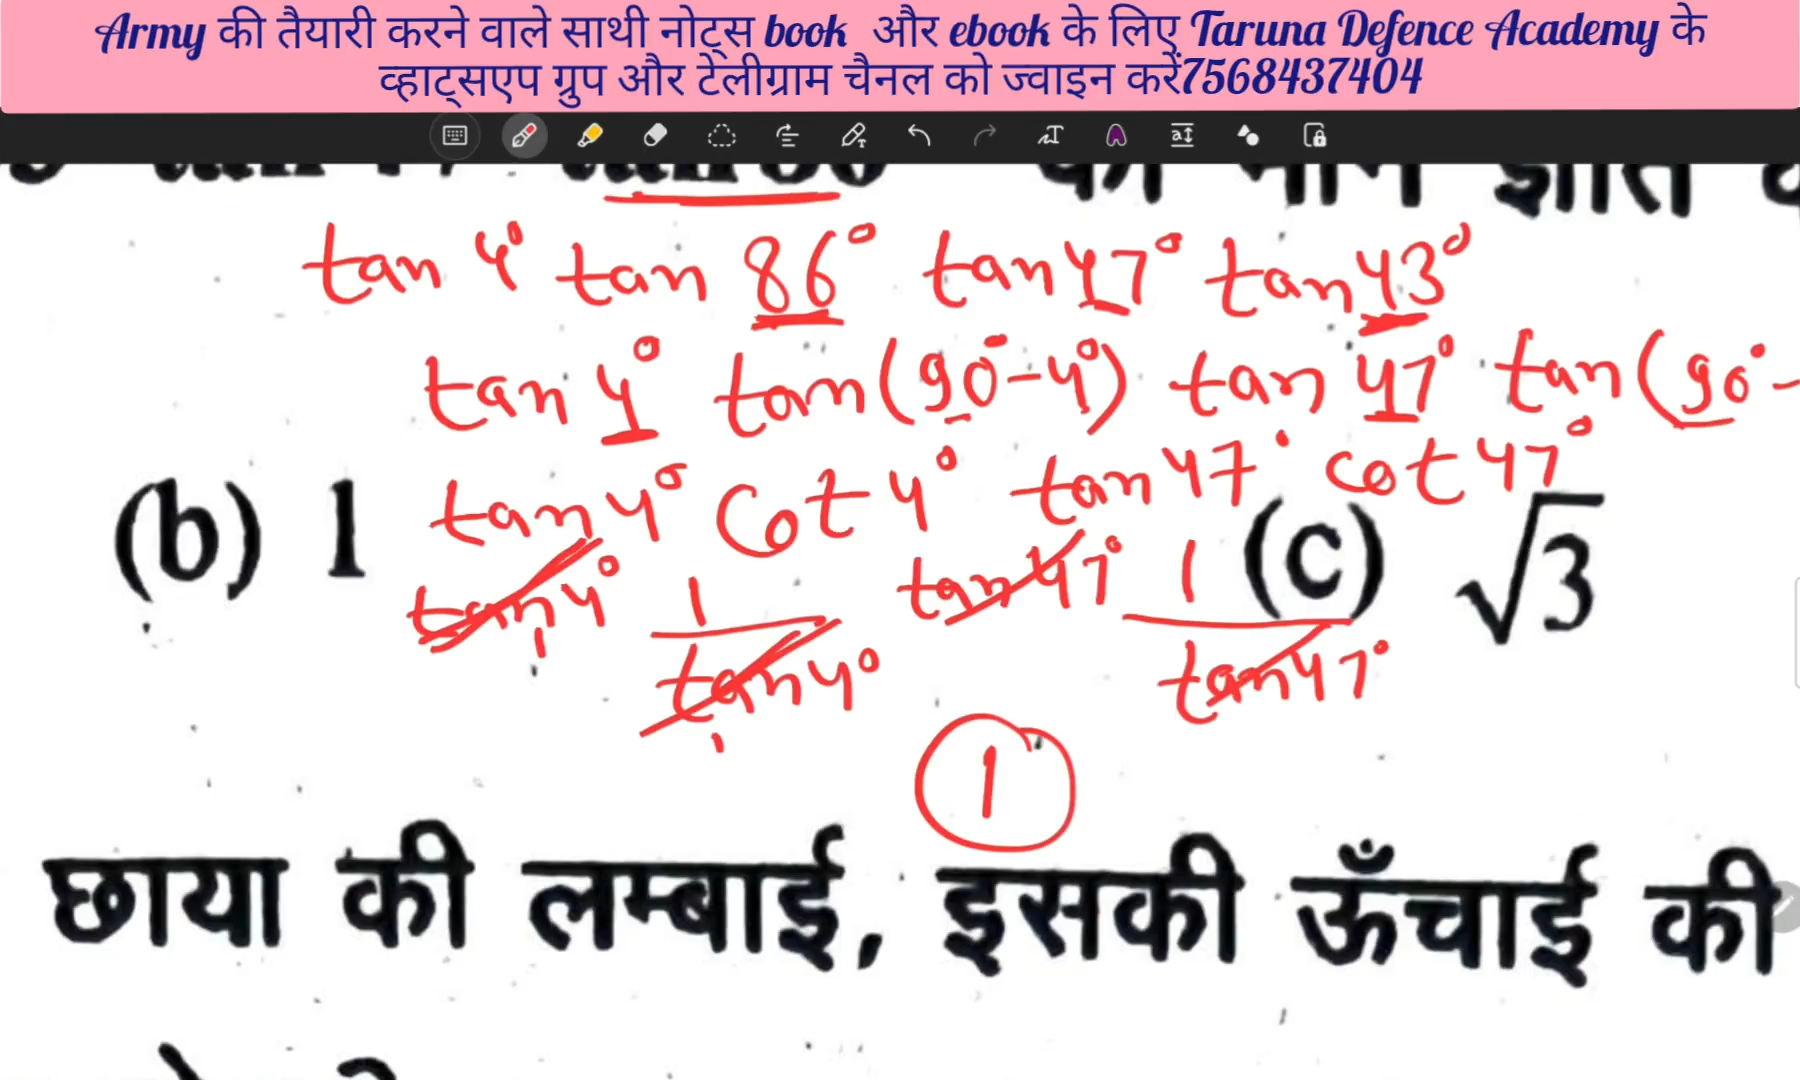 Army की तैयारी करने वाले साथी नोट्स book और ebook के लिए Taruna Defence Academy के
व्हाट्सएप ग्रुप और टेलीग्राम चैनल को ज्वाइन करें7568437404
tan 4° tan 86° tan 47° tan 43°
tan 4° tan (90°-4°) tan 47° tan (90°-
tan 4° Cot 4° tan 47° cot 47°
(b) 1
(c) √3
tan 4° 1/tan 4° tan 47° 1/tan 47°
1
छाया की लम्बाई, इसकी ऊँचाई की